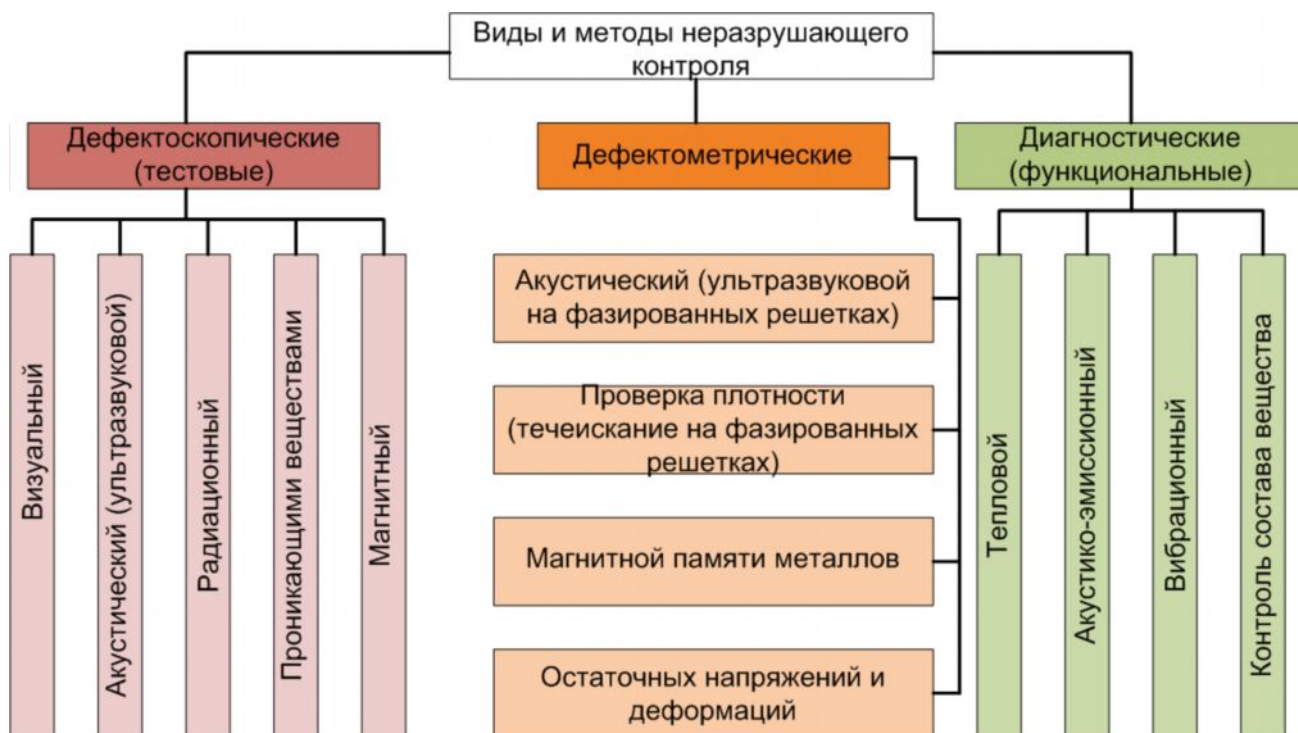 Виды и методы неразрушающего
контроля
Дефектоскопические
(тестовые)
Дефектометрические
Диагностические
(функциональные)
Визуальный
Акустический (ультразвуковой)
Радиационный
Проникающими веществами
Магнитный
Акустический (ультразвуковой
на фазированных решетках)
Проверка плотности
(течеискание на фазированных
решетках)
Магнитной памяти металлов
Остаточных напряжений и
деформаций
Тепловой
Акустико-эмиссионный
Вибрационный
Контроль состава вещества